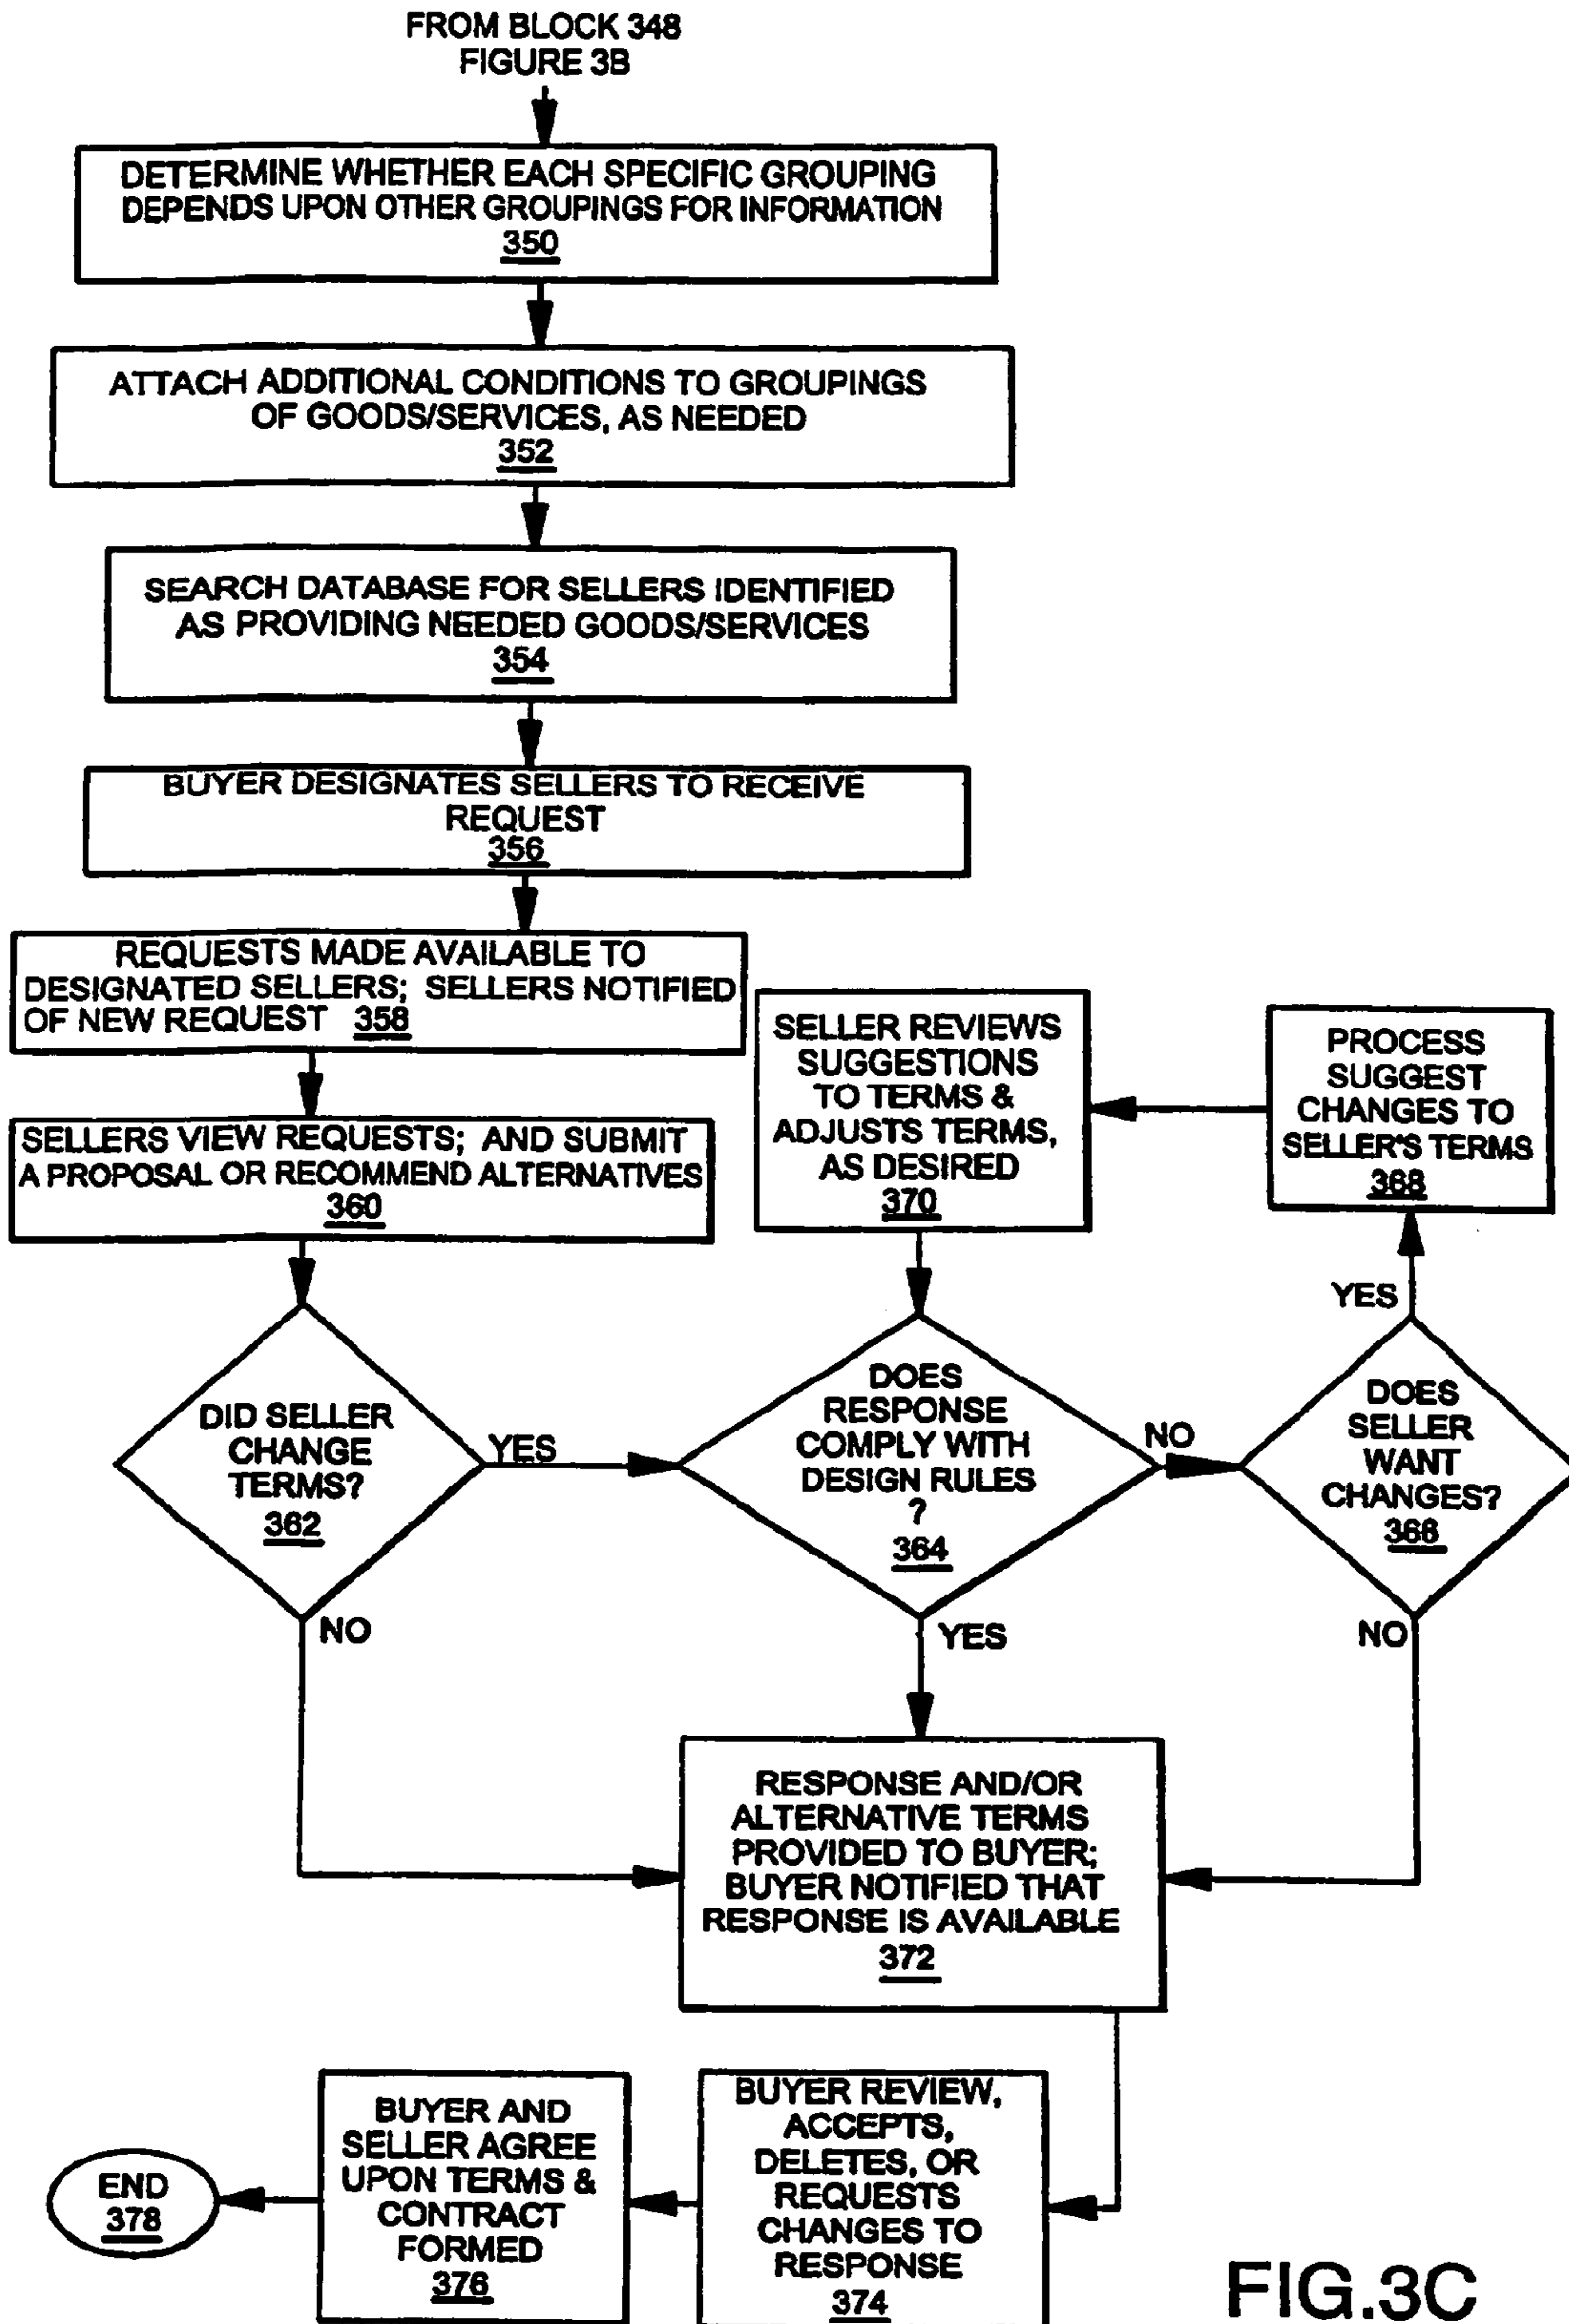 FROM BLOCK 348
FIGURE 3B
DETERMINE WHETHER EACH SPECIFIC GROUPING
DEPENDS UPON OTHER GROUPINGS FOR INFORMATION
350
ATTACH ADDITIONAL CONDITIONS TO GROUPINGS
OF GOODS/SERVICES, AS NEEDED
352
SEARCH DATABASE FOR SELLERS IDENTIFIED
AS PROVIDING NEEDED GOODS/SERVICES
354
BUYER DESIGNATES SELLERS TO RECEIVE
REQUEST
356
REQUESTS MADE AVAILABLE TO
DESIGNATED SELLERS; SELLERS NOTIFIED
OF NEW REQUEST 358
SELLERS VIEW REQUESTS; AND SUBMIT
A PROPOSAL OR RECOMMEND ALTERNATIVES
360
SELLER REVIEWS
SUGGESTIONS
TO TERMS &
ADJUSTS TERMS,
AS DESIRED
370
PROCESS
SUGGEST
CHANGES TO
SELLER'S TERMS
368
YES
DID SELLER
CHANGE
TERMS?
362
YES
DOES
RESPONSE
COMPLY WITH
DESIGN RULES
?
364
NO
DOES
SELLER
WANT
CHANGES?
366
NO
YES
NO
RESPONSE AND/OR
ALTERNATIVE TERMS
PROVIDED TO BUYER;
BUYER NOTIFIED THAT
RESPONSE IS AVAILABLE
372
BUYER REVIEW,
ACCEPTS,
DELETES, OR
REQUESTS
CHANGES TO
RESPONSE
374
BUYER AND
SELLER AGREE
UPON TERMS &
CONTRACT
FORMED
376
END
378
FIG.3C